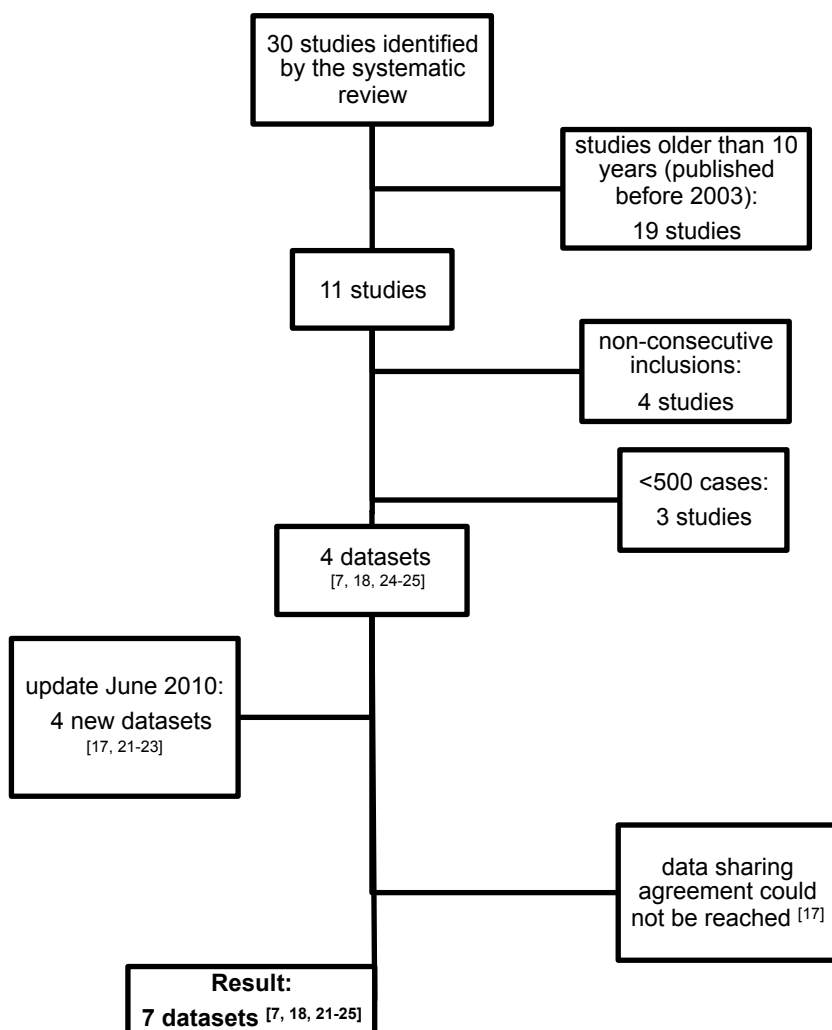 30 studies identified
by the systematic
review
studies older than 10
years (published
before 2003):
19 studies
11 studies
non-consecutive
inclusions:
4 studies
<500 cases:
3 studies
4 datasets
[7, 18, 24-25]
update June 2010:
4 new datasets
[17, 21-23]
data sharing
agreement could
not be reached [17]
Result:
7 datasets [7, 18, 21-25]